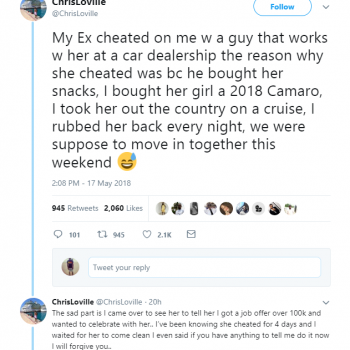 ChrisLoville
@ChrisLoville
Follow
My Ex cheated on me w a guy that works
w her at a car dealership the reason why
she cheated was bc he bought her
snacks, I bought her girl a 2018 Camaro,
I took her out the country on a cruise, I
rubbed her back every night, we were
suppose to move in together this
weekend 😅
2:08 PM - 17 May 2018
945 Retweets 2,060 Likes
101 945 2.1K
Tweet your reply
ChrisLoville @ChrisLoville · 20h
The sad part is I came over to see her to tell her I got a job offer over 100k and
wanted to celebrate with her.. I've been knowing she cheated for 4 days and I
waited for her to come clean I even said if you have anything to tell me do it now
I will forgive you..